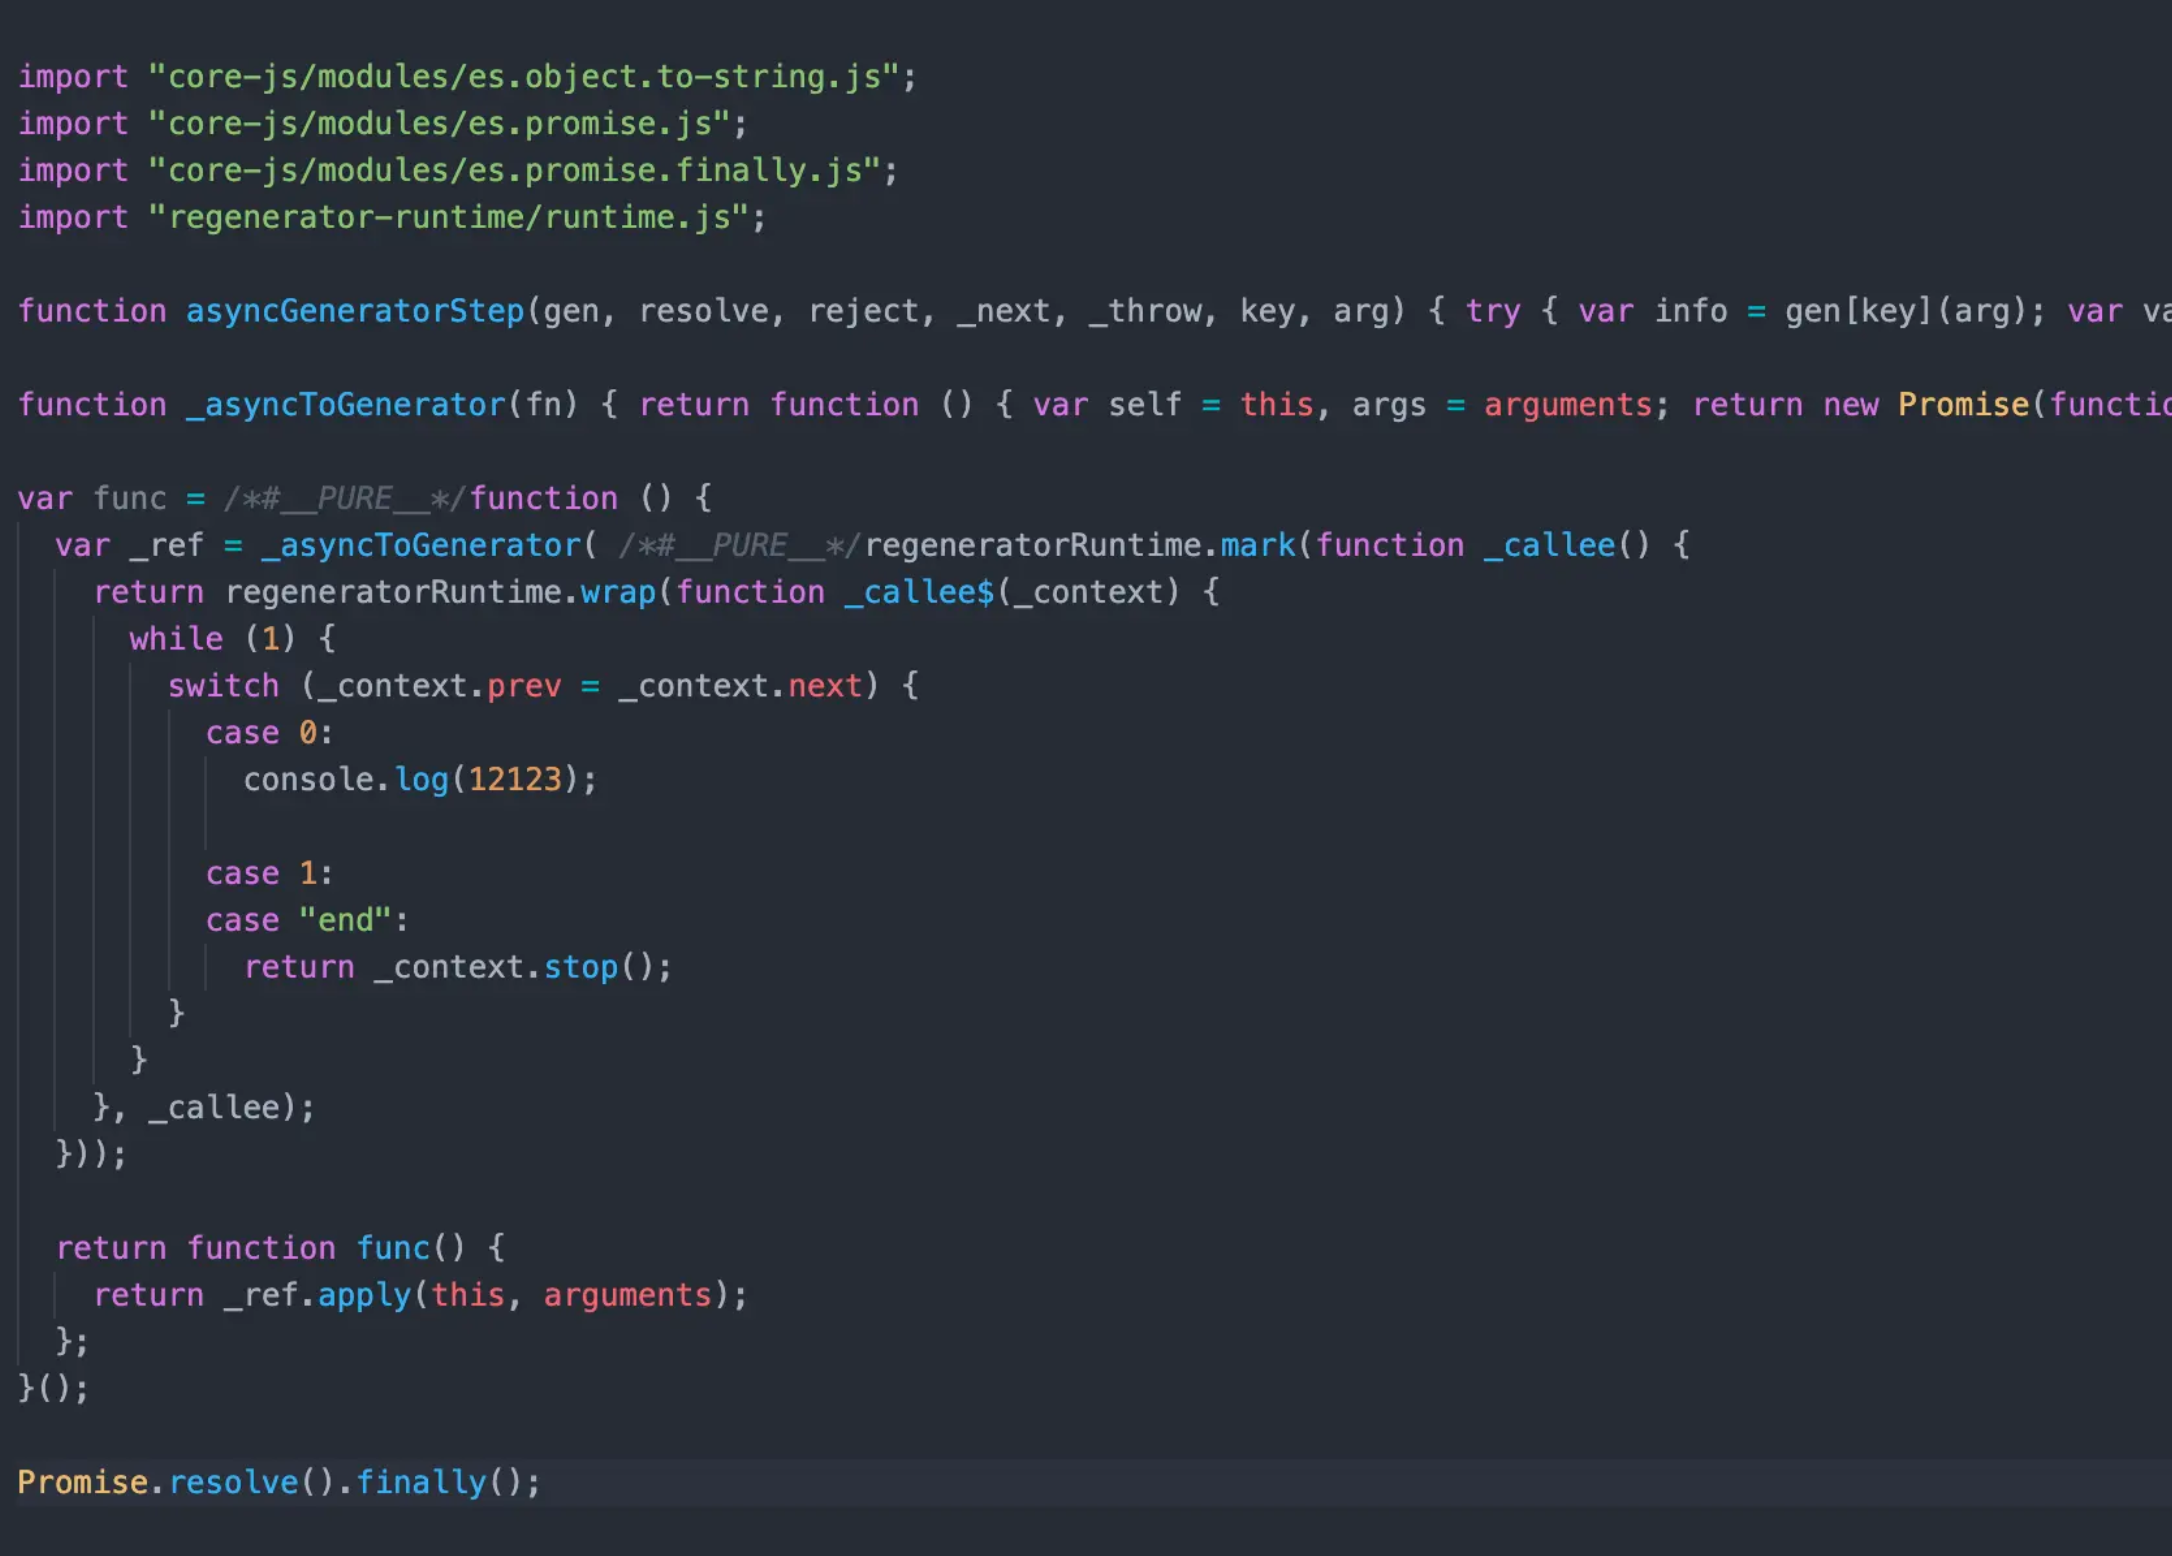 import "core-js/modules/es.object.to-string.js";
import "core-js/modules/es.promise.js";
import "core-js/modules/es.promise.finally.js";
import "regenerator-runtime/runtime.js";
function asyncGeneratorStep(gen, resolve, reject, _next, _throw, key, arg) { try { var info = gen[key](arg); var va
function _asyncToGenerator(fn) { return function () { var self = this, args = arguments; return new Promise(functio
var func = /*#__PURE__*/function () {
  var _ref = _asyncToGenerator( /*#__PURE__*/regeneratorRuntime.mark(function _callee() {
    return regeneratorRuntime.wrap(function _callee$(_context) {
      while (1) {
        switch (_context.prev = _context.next) {
          case 0:
            console.log(12123);
          case 1:
          case "end":
            return _context.stop();
        }
      }
    }, _callee);
  }));
  return function func() {
    return _ref.apply(this, arguments);
  };
}();
Promise.resolve().finally();